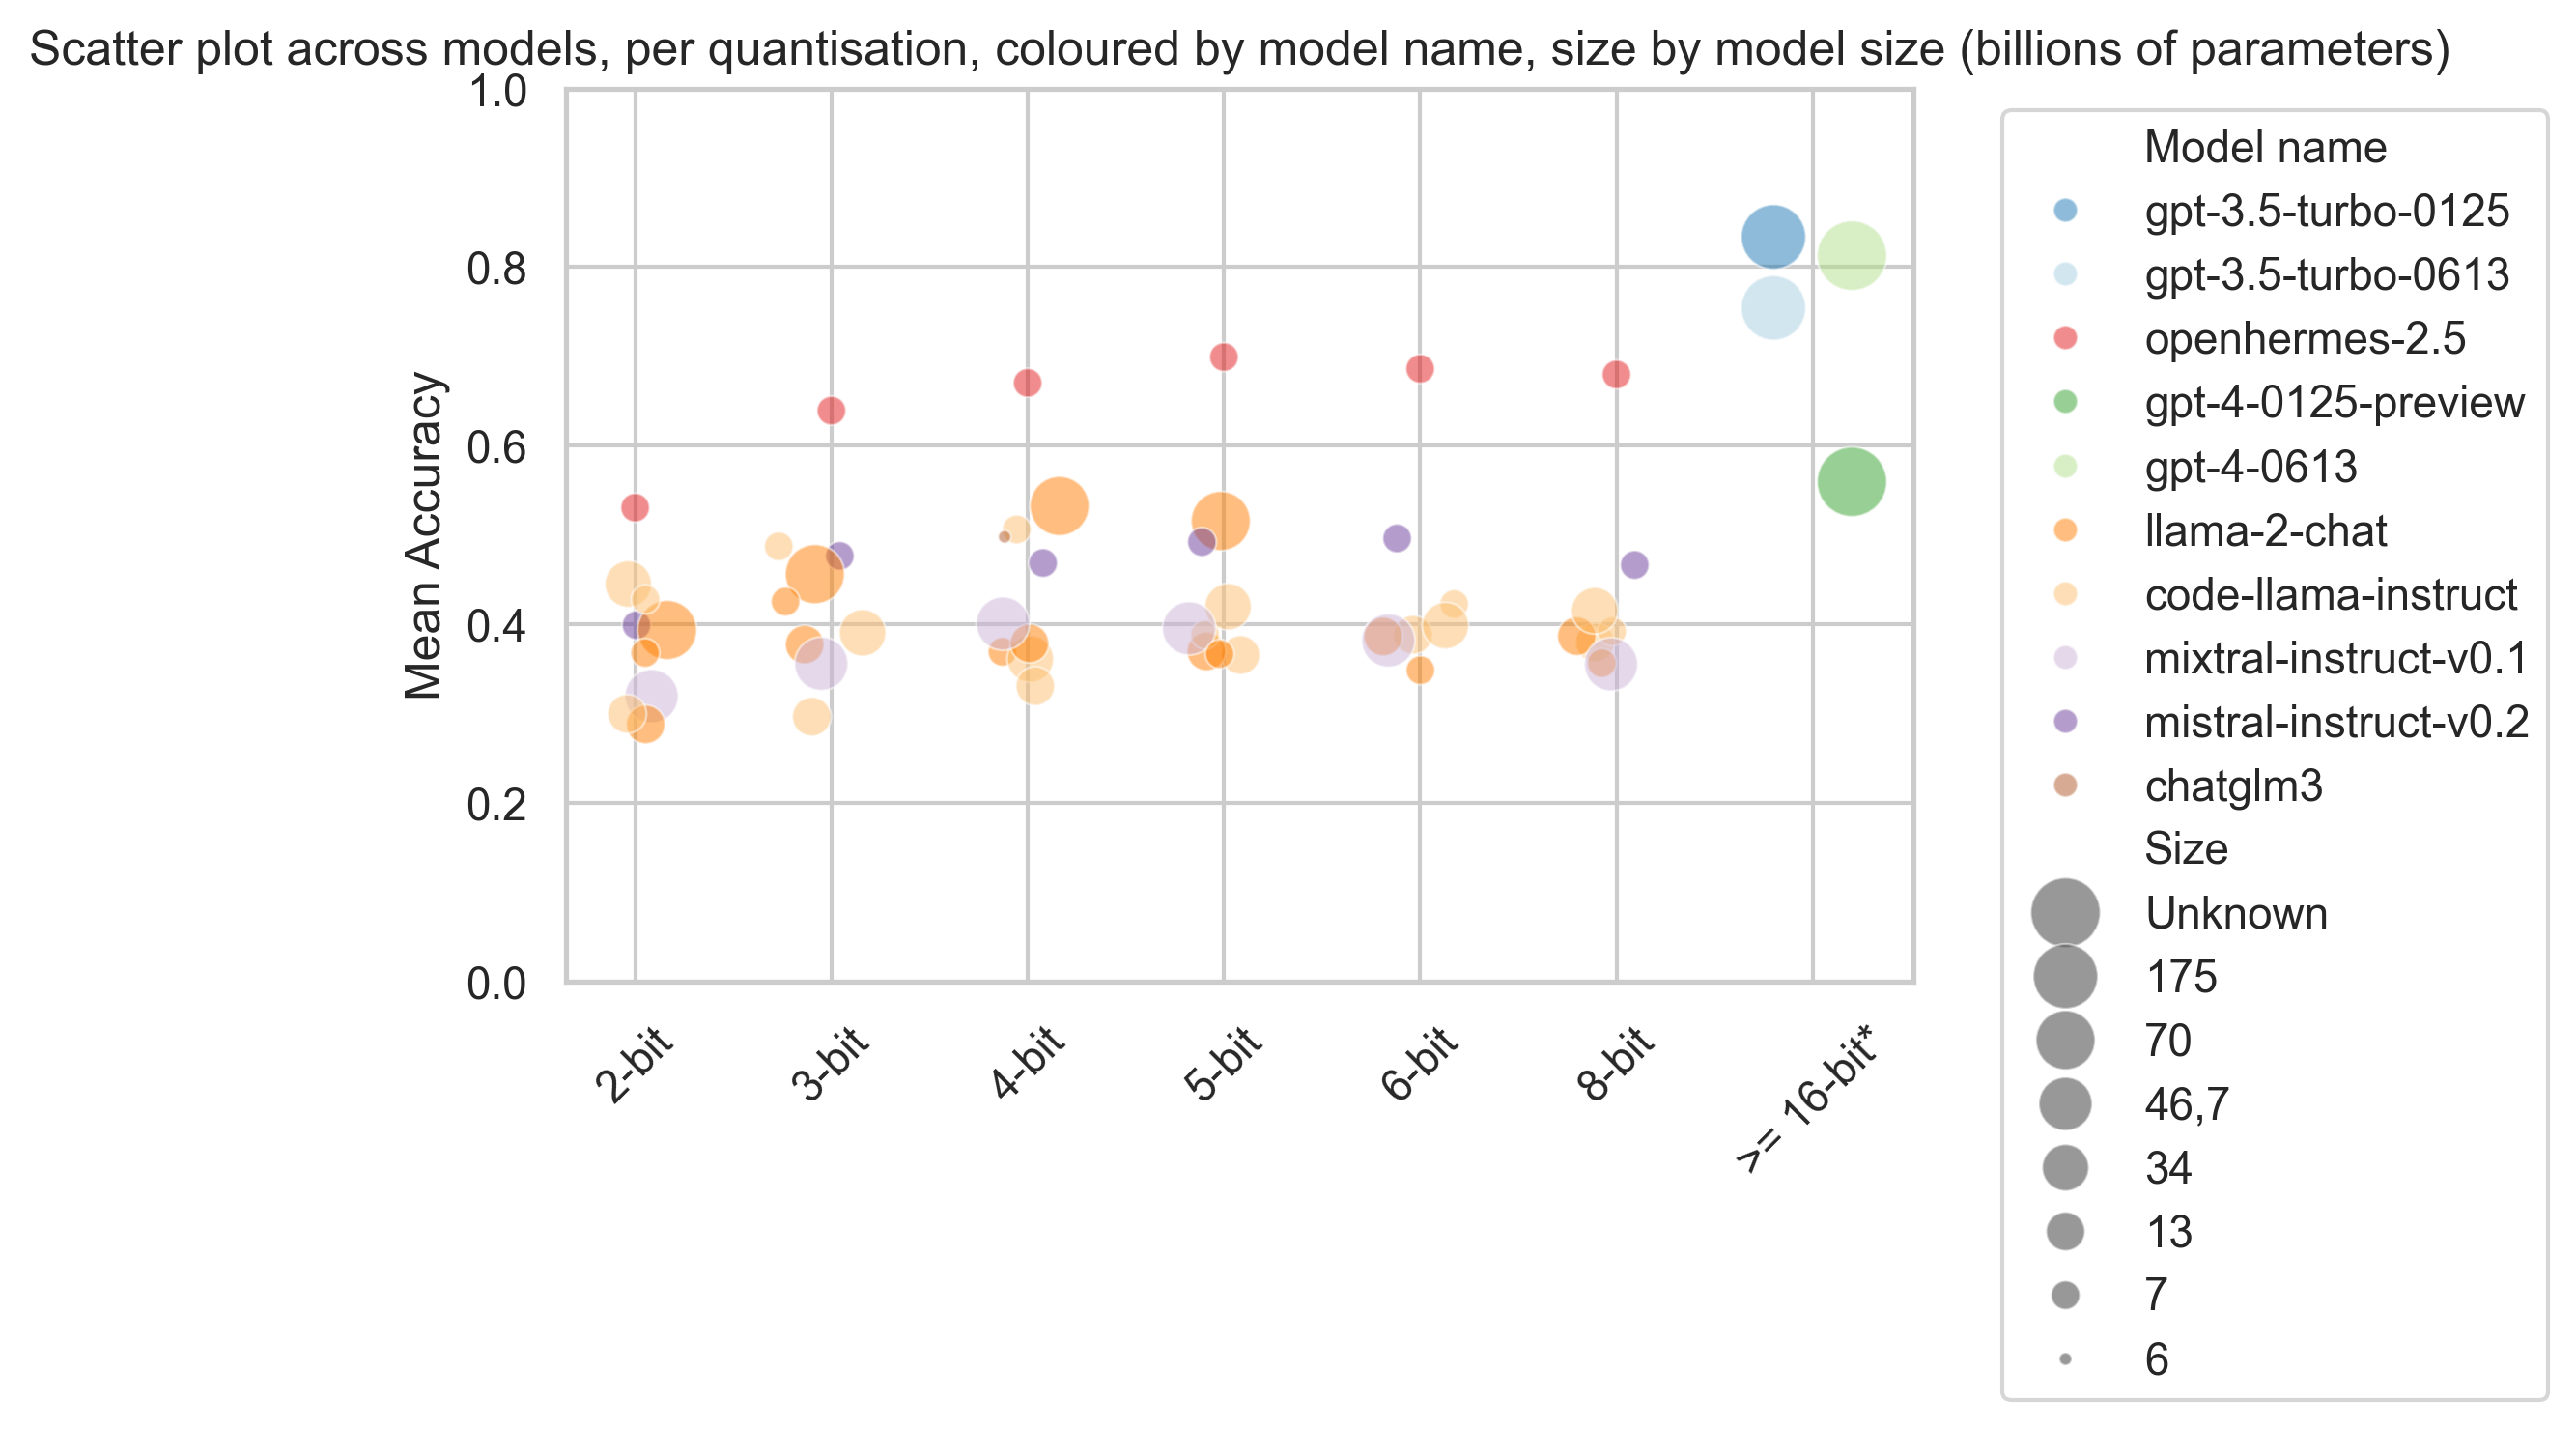 Scatter plot across models, per quantisation, coloured by model name, size by model size (billions of parameters)
1.0
0.8
0.6
0.4
0.2
0.0
Mean Accuracy
2-bit
3-bit
4-bit
5-bit
6-bit
8-bit
>= 16-bit*
Model name
gpt-3.5-turbo-0125
gpt-3.5-turbo-0613
openhermes-2.5
gpt-4-0125-preview
gpt-4-0613
llama-2-chat
code-llama-instruct
mixtral-instruct-v0.1
mistral-instruct-v0.2
chatglm3
Size
Unknown
175
70
46,7
34
13
7
6